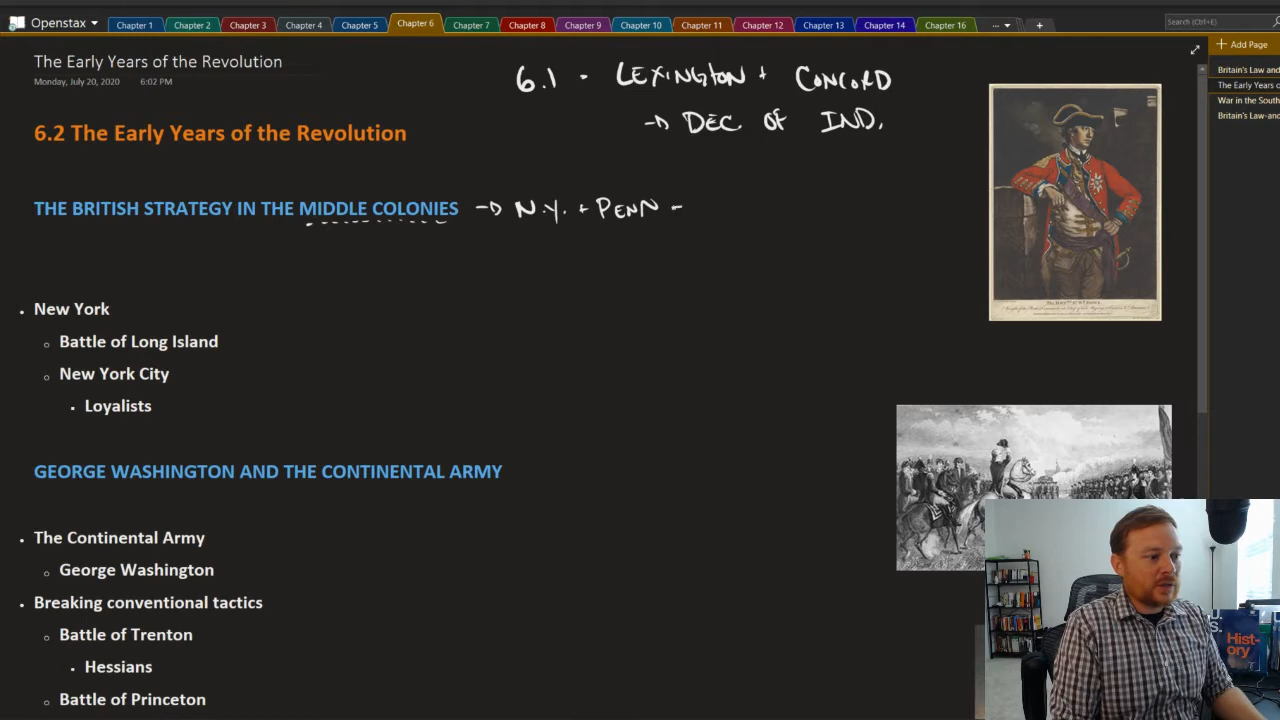 Openstax
Chapter 1 Chapter 2 Chapter 3 Chapter 4 Chapter 5 Chapter 6 Chapter 7 Chapter 8 Chapter 9 Chapter 10 Chapter 11 Chapter 12 Chapter 13 Chapter 14 Chapter 16 ... +
Search (Ctrl+E)
+ Add Page
Britain's Law and
The Early Years o
War in the South
Britain's Law-and
The Early Years of the Revolution
Monday, July 20, 2020 6:02 PM
6.1 - LEXINGTON + CONCORD
→ DEC. OF IND.
6.2 The Early Years of the Revolution
THE BRITISH STRATEGY IN THE MIDDLE COLONIES → N.Y. + PENN -
New York
Battle of Long Island
New York City
Loyalists
GEORGE WASHINGTON AND THE CONTINENTAL ARMY
The Continental Army
George Washington
Breaking conventional tactics
Battle of Trenton
Hessians
Battle of Princeton
Hist-
ory